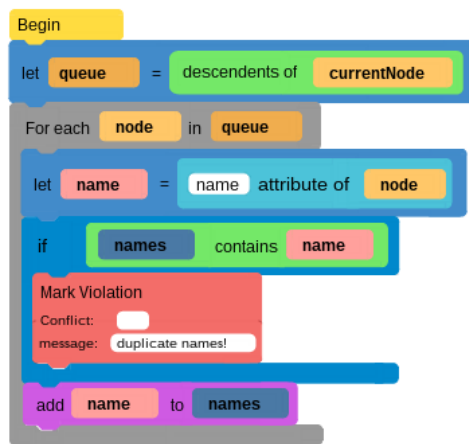 Begin
let queue = descendents of currentNode
For each node in queue
let name = name attribute of node
if names contains name
Mark Violation
Conflict:
message: duplicate names!
add name to names